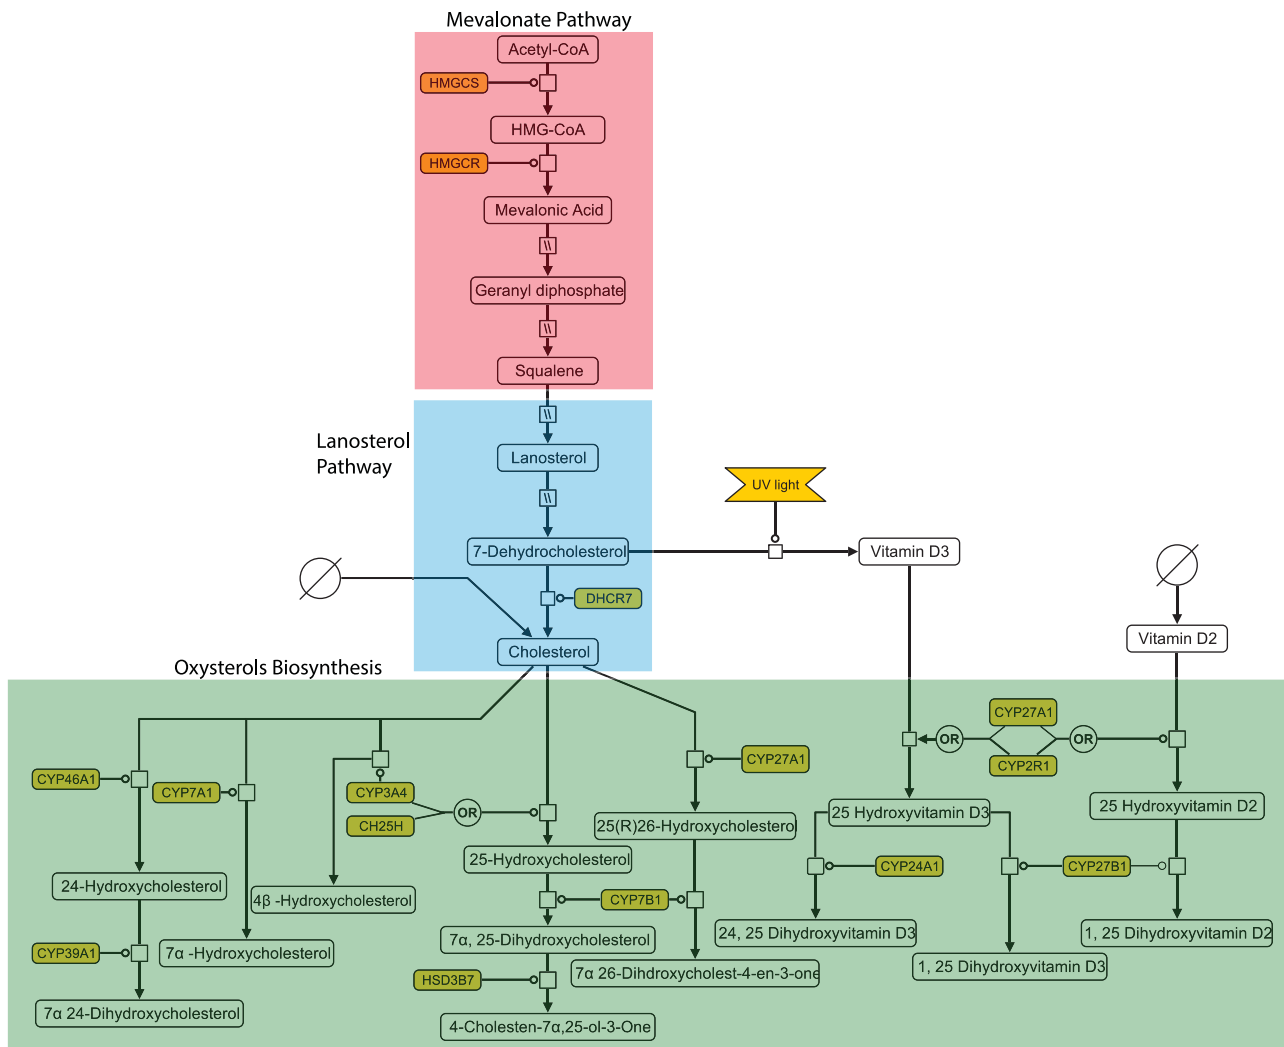 Mevalonate Pathway
Acetyl-CoA
HMGCS
HMG-CoA
HMGCR
Mevalonic Acid
\\
Geranyl diphosphate
\\
Squalene
\\
Lanosterol
Pathway
Lanosterol
\\
UV light
7-Dehydrocholesterol
Vitamin D3
DHCR7
Cholesterol
Vitamin D2
Oxysterols Biosynthesis
CYP27A1
OR
OR
CYP2R1
CYP46A1
CYP7A1
CYP3A4
CH25H
OR
CYP27A1
25(R)26-Hydroxycholesterol
25 Hydroxyvitamin D3
25 Hydroxyvitamin D2
25-Hydroxycholesterol
CYP24A1
CYP27B1
24-Hydroxycholesterol
4β -Hydroxycholesterol
CYP7B1
7α, 25-Dihydroxycholesterol
24, 25 Dihydroxyvitamin D3
1, 25 Dihydroxyvitamin D2
CYP39A1
7α -Hydroxycholesterol
HSD3B7
7α 26-Dihdroxycholest-4-en-3-one
1, 25 Dihydroxyvitamin D3
7α 24-Dihydroxycholesterol
4-Cholesten-7α,25-ol-3-One